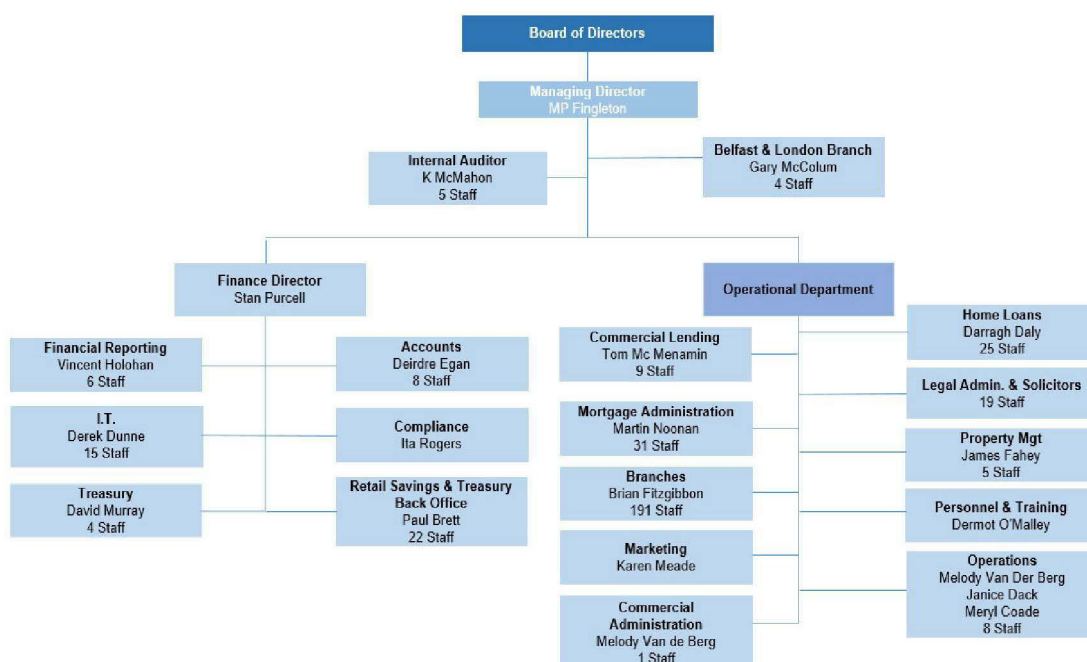 Board of Directors
Managing Director
MP Fingleton
Internal Auditor
K McMahon
5 Staff
Belfast & London Branch
Gary McColum
4 Staff
Finance Director
Stan Purcell
Operational Department
Financial Reporting
Vincent Holohan
6 Staff
Accounts
Deirdre Egan
8 Staff
I.T.
Derek Dunne
15 Staff
Compliance
Ita Rogers
Treasury
David Murray
4 Staff
Retail Savings & Treasury
Back Office
Paul Brett
22 Staff
Commercial Lending
Tom Mc Menamin
9 Staff
Home Loans
Darragh Daly
25 Staff
Mortgage Administration
Martin Noonan
31 Staff
Legal Admin. & Solicitors
19 Staff
Branches
Brian Fitzgibbon
191 Staff
Property Mgt
James Fahey
5 Staff
Marketing
Karen Meade
Personnel & Training
Dermot O'Malley
Commercial
Administration
Melody Van de Berg
1 Staff
Operations
Melody Van Der Berg
Janice Dack
Meryl Coade
8 Staff